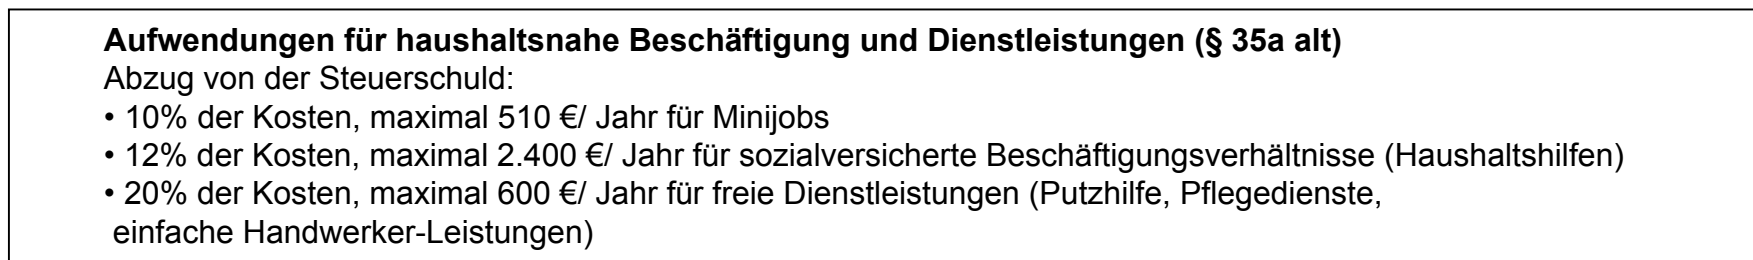 Aufwendungen für haushaltsnahe Beschäftigung und Dienstleistungen (§ 35a alt)
Abzug von der Steuerschuld:
• 10% der Kosten, maximal 510 €/ Jahr für Minijobs
• 12% der Kosten, maximal 2.400 €/ Jahr für sozialversicherte Beschäftigungsverhältnisse (Haushaltshilfen)
• 20% der Kosten, maximal 600 €/ Jahr für freie Dienstleistungen (Putzhilfe, Pflegedienste,
einfache Handwerker-Leistungen)